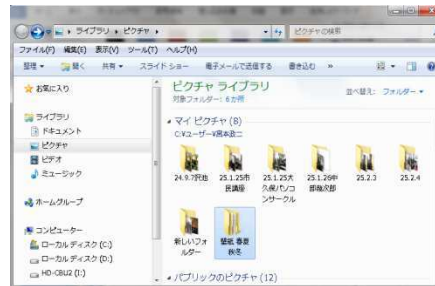 ライブラリ ▸ ピクチャ ▸
ピクチャの検索
ファイル(F) 編集(E) 表示(V) ツール(T) ヘルプ(H)
整理 ▼ 開く 共有 ▼ スライド ショー 電子メールで送信する 書き込む »
お気に入り
ライブラリ
ドキュメント
ピクチャ
ビデオ
ミュージック
ホームグループ
コンピューター
ローカル ディスク (C:)
ローカル ディスク (D:)
HD-CBU2 (I:)
ピクチャ ライブラリ
対象フォルダー: 6か所
並べ替え: フォルダー ▼
マイ ピクチャ (8)
C:¥ユーザー¥
25.1.25市
民講座
25.1.25大
久保パソコ
ンサークル
25.1.26中
25.2.3
25.2.4
新しいフォ
ルダー
壁紙 春夏
秋冬
パブリックのピクチャ (12)